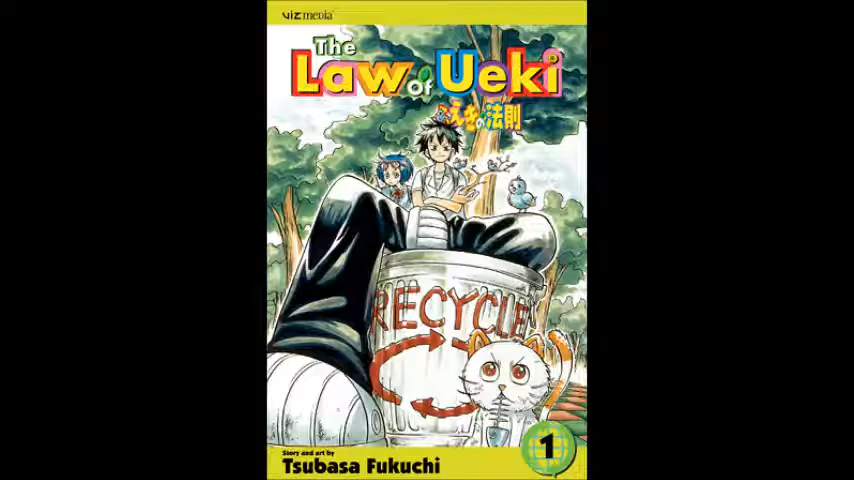 VIZ media
The
Law of Ueki
うえきの法則
RECYCLE
Story and art by
Tsubasa Fukuchi
1